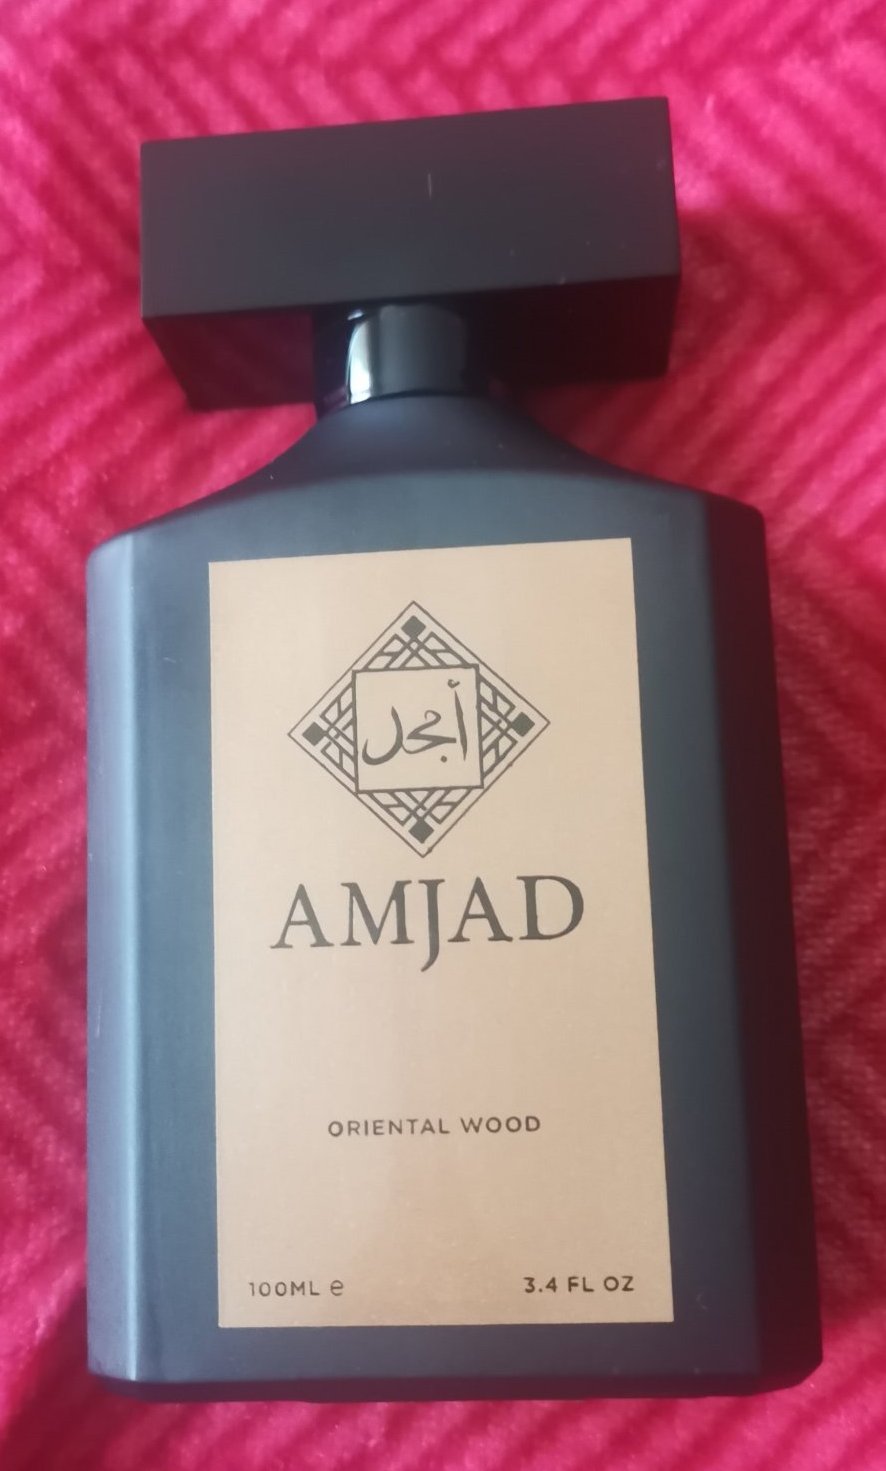 أمجد
AMJAD
ORIENTAL WOOD
100ML ℮
3.4 FL OZ